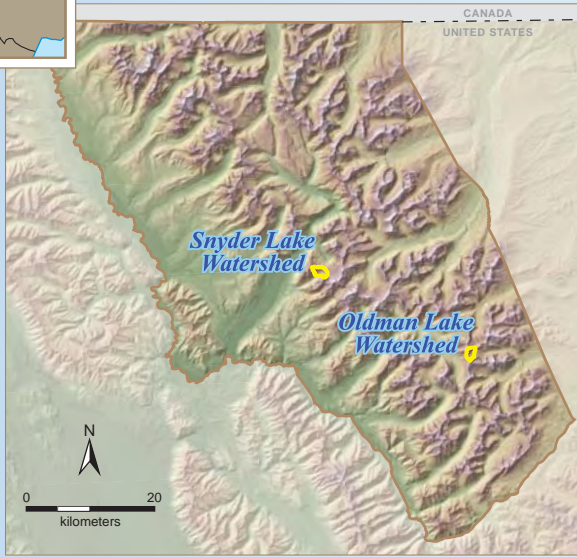 CANADA
UNITED STATES
Snyder Lake
Watershed
Oldman Lake
Watershed
N
0 20
kilometers